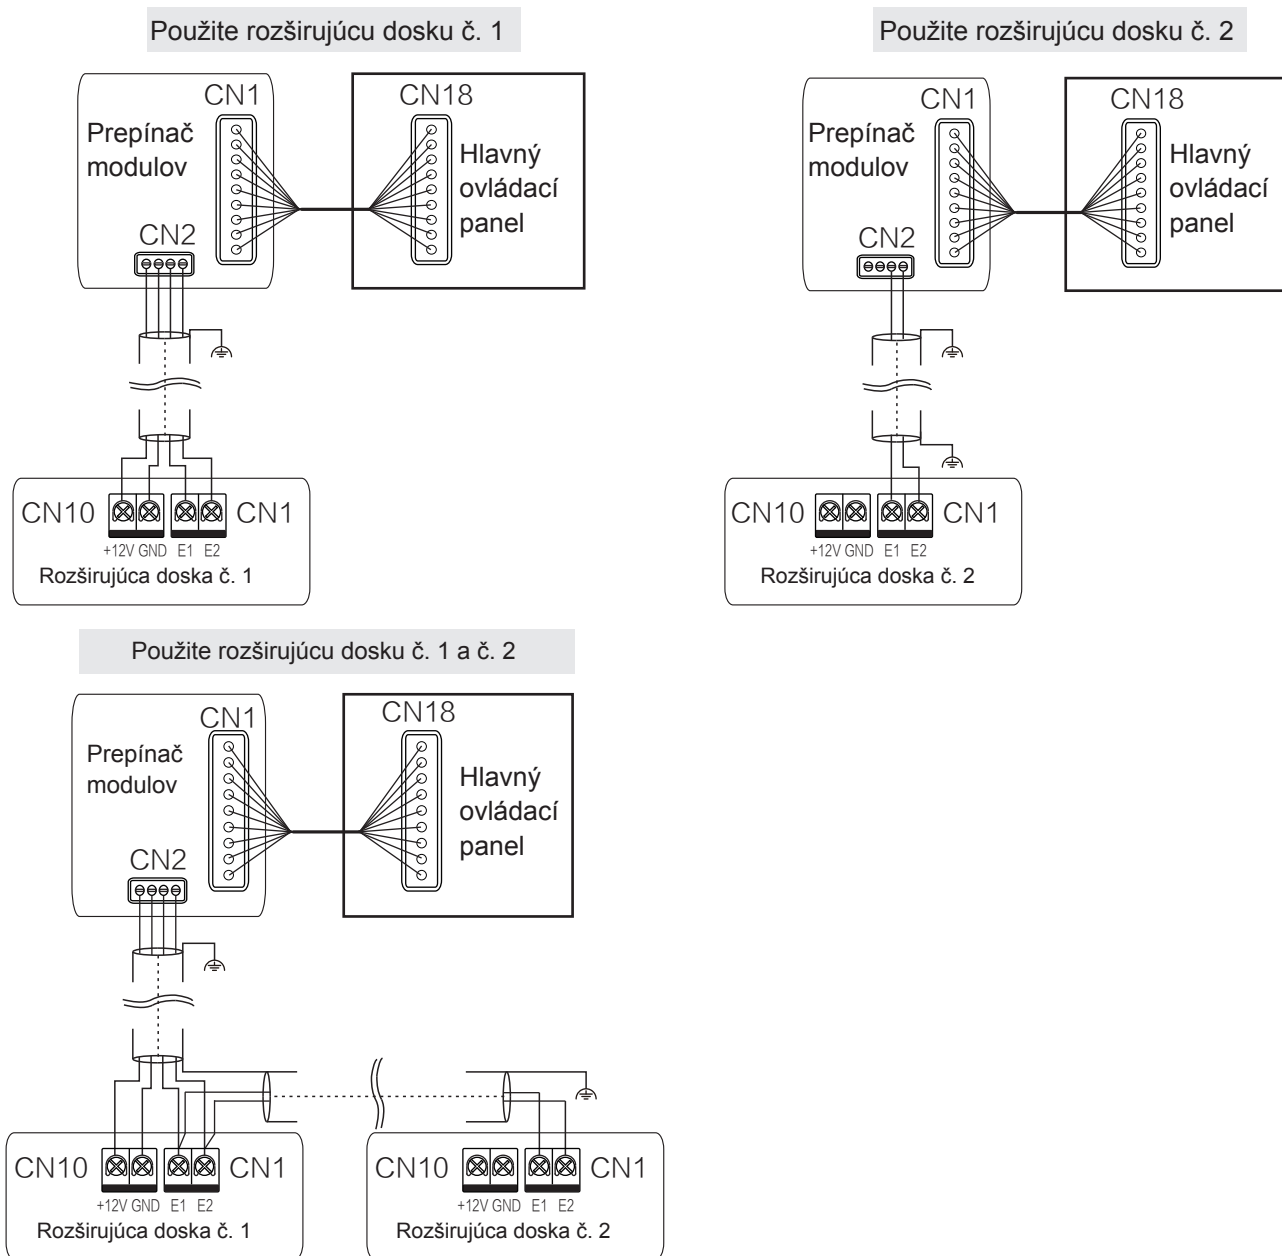 Použite rozširujúcu dosku č. 1
CN1
CN18
Prepínač
modulov
Hlavný
ovládací
panel
CN2
CN10
CN1
+12V GND E1 E2
Rozširujúca doska č. 1
Použite rozširujúcu dosku č. 2
CN1
CN18
Prepínač
modulov
Hlavný
ovládací
panel
CN2
CN10
CN1
+12V GND E1 E2
Rozširujúca doska č. 2
Použite rozširujúcu dosku č. 1 a č. 2
CN1
CN18
Prepínač
modulov
Hlavný
ovládací
panel
CN2
CN10
CN1
+12V GND E1 E2
Rozširujúca doska č. 1
CN10
CN1
+12V GND E1 E2
Rozširujúca doska č. 2